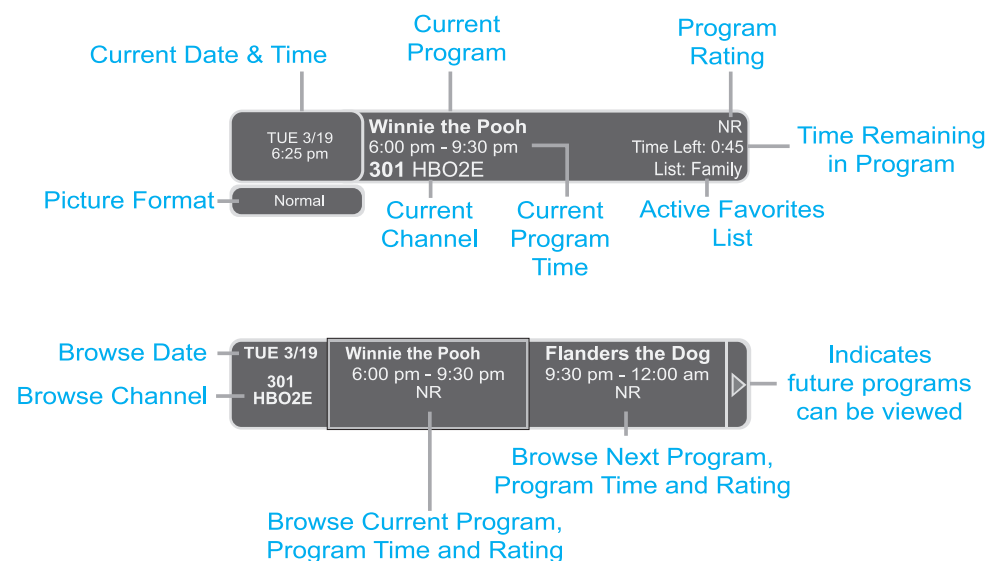 Current
Program
Program
Rating
Current Date & Time
TUE 3/19
6:25 pm
Winnie the Pooh
6:00 pm - 9:30 pm
301 HBO2E
NR
Time Left: 0:45
List: Family
Time Remaining
in Program
Picture Format
Normal
Current
Channel
Current
Program
Time
Active Favorites
List
Browse Date
Browse Channel
TUE 3/19
301
HBO2E
Winnie the Pooh
6:00 pm - 9:30 pm
NR
Flanders the Dog
9:30 pm - 12:00 am
NR
Indicates
future programs
can be viewed
Browse Next Program,
Program Time and Rating
Browse Current Program,
Program Time and Rating